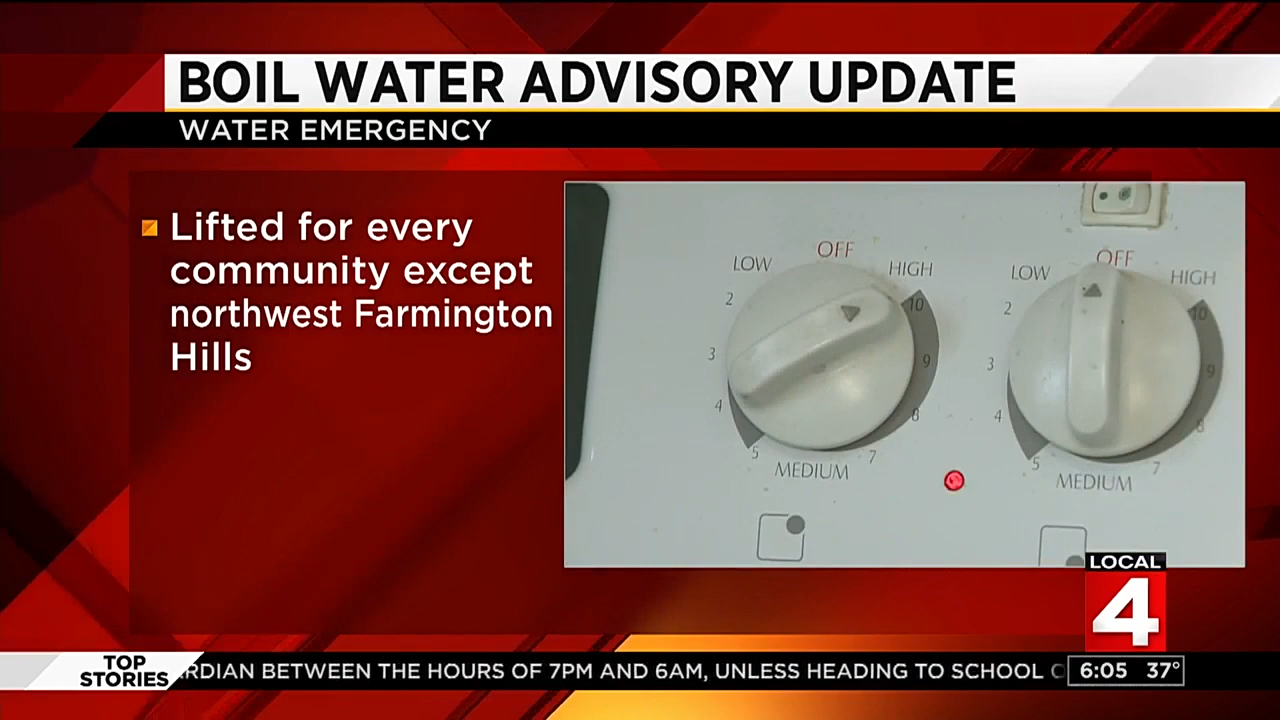 BOIL WATER ADVISORY UPDATE
WATER EMERGENCY
Lifted for every
community except
northwest Farmington
Hills
OFF
LOW
HIGH
2
10
3
9
4
8
5
7
MEDIUM
OFF
LOW
HIGH
2
10
3
9
4
8
5
7
MEDIUM
LOCAL
4
TOP
STORIES
BETWEEN THE HOURS OF 7PM AND 6AM, UNLESS HEADING TO SCHOOL
6:05 37°